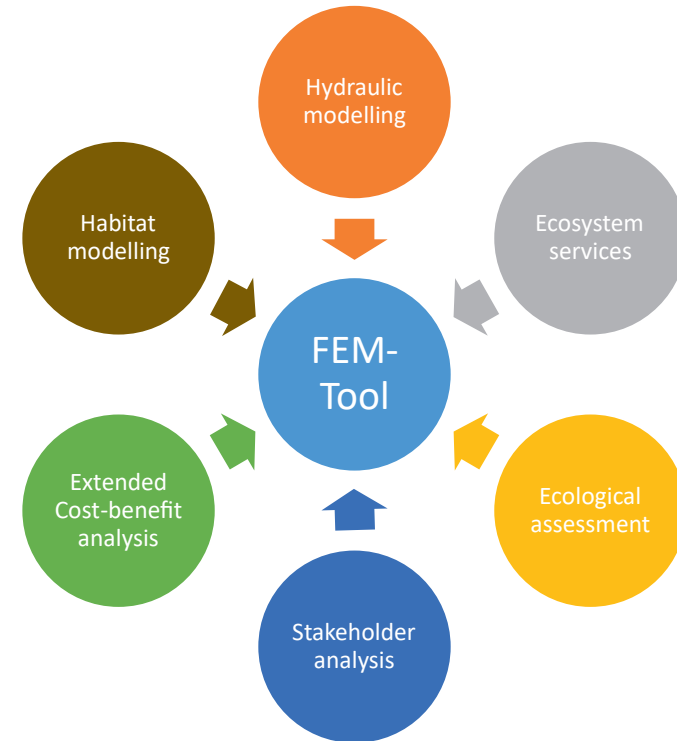 Hydraulic
modelling
Habitat
modelling
Ecosystem
services
FEM-
Tool
Extended
Cost-benefit
analysis
Ecological
assessment
Stakeholder
analysis